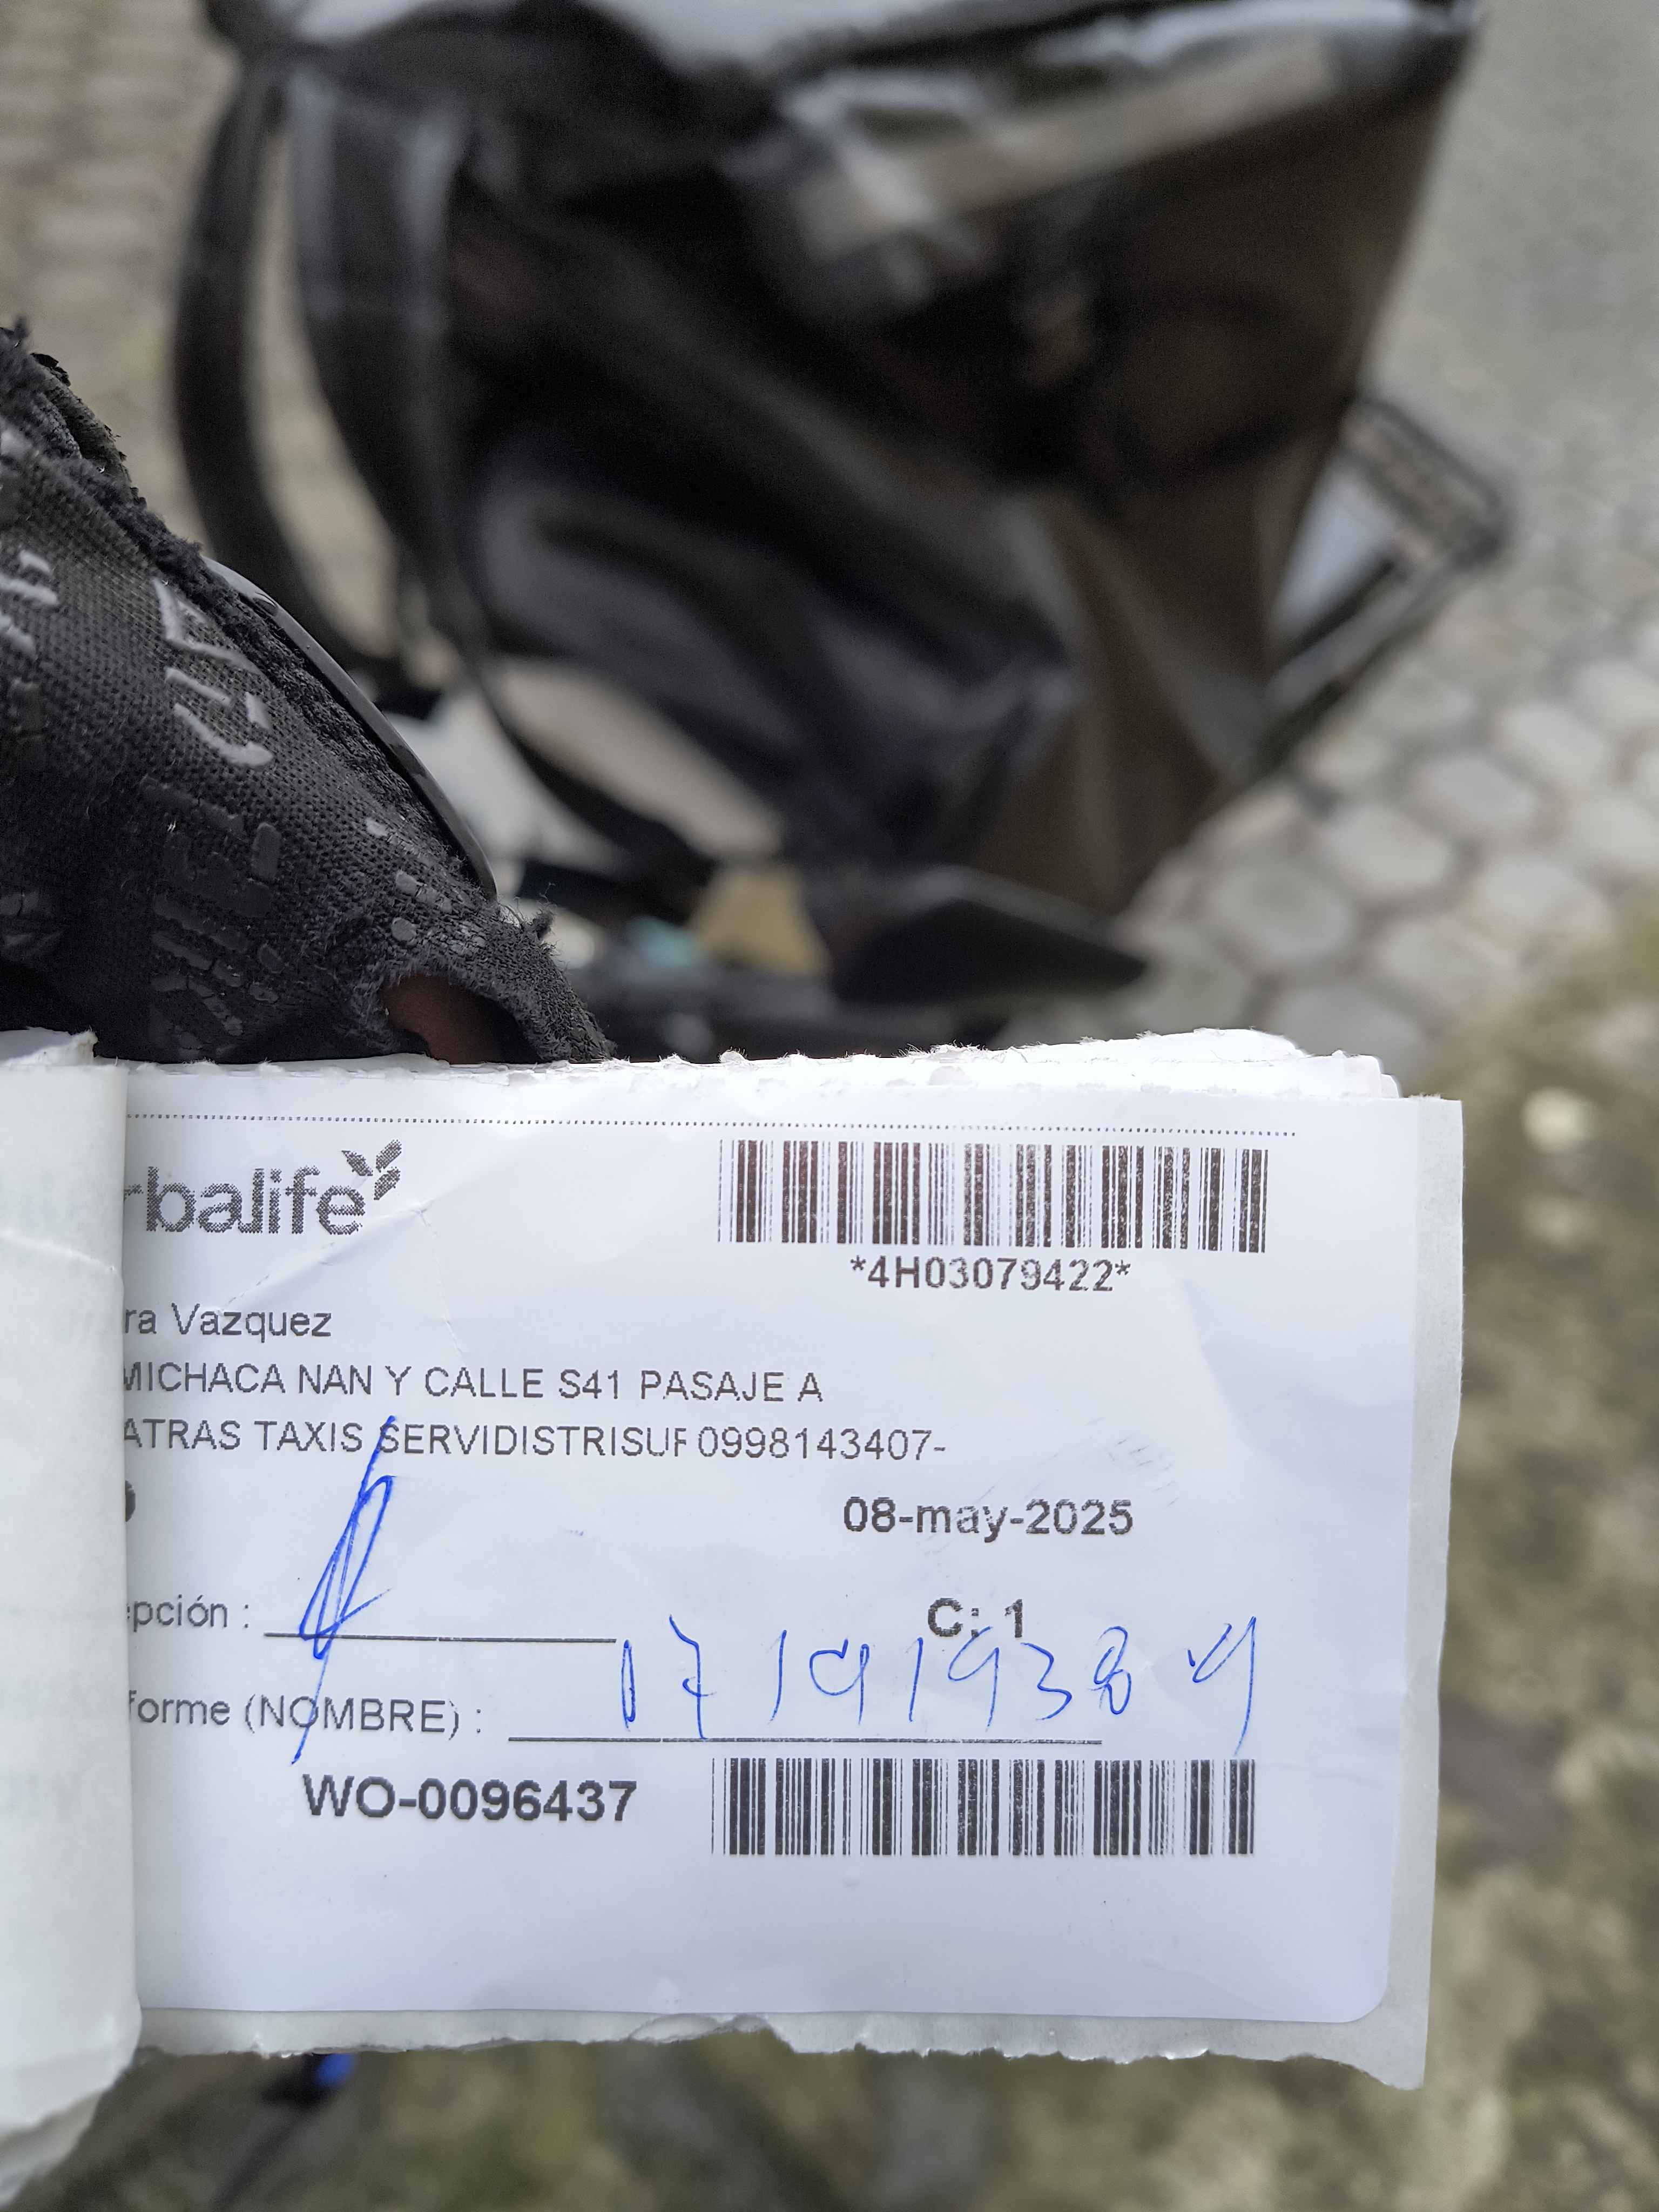 rbalife
*4H03079422*
ra Vazquez
MICHACA NAN Y CALLE S41 PASAJE A
ATRAS TAXIS SERVIDISTRISUF 0998143407-
08-may-2025
epción :
C: 1
forme (NOMBRE) :
WO-0096437